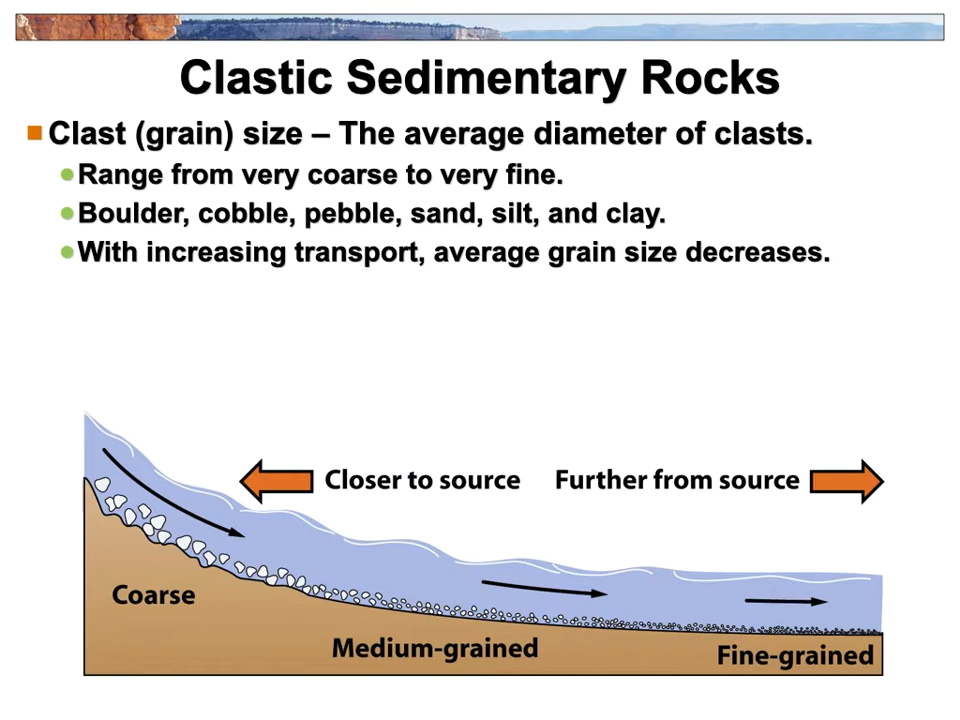 Clastic Sedimentary Rocks
Clast (grain) size – The average diameter of clasts.
Range from very coarse to very fine.
Boulder, cobble, pebble, sand, silt, and clay.
With increasing transport, average grain size decreases.
Closer to source
Further from source
Coarse
Medium-grained
Fine-grained